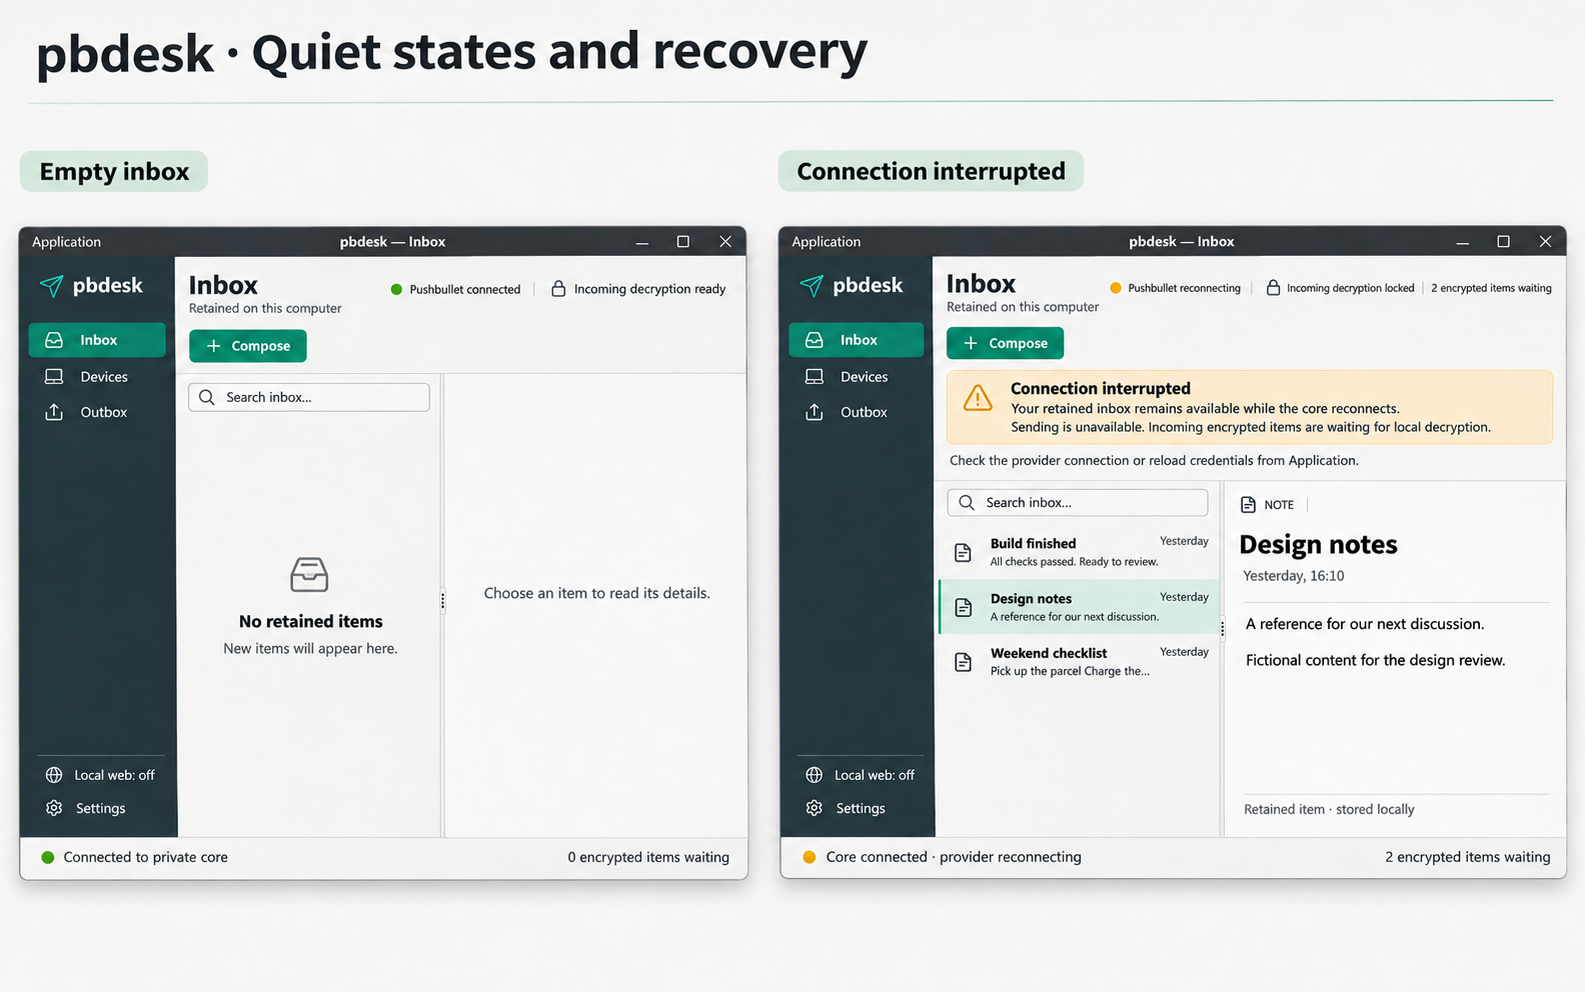 pbdesk · Quiet states and recovery
Empty inbox
Application
pbdesk — Inbox
pbdesk
Inbox
Devices
Outbox
Local web: off
Settings
Inbox
Retained on this computer
Pushbullet connected
Incoming decryption ready
+ Compose
Search inbox...
No retained items
New items will appear here.
Choose an item to read its details.
Connected to private core
0 encrypted items waiting
Connection interrupted
Application
pbdesk — Inbox
pbdesk
Inbox
Devices
Outbox
Local web: off
Settings
Inbox
Retained on this computer
Pushbullet reconnecting
Incoming decryption locked
2 encrypted items waiting
+ Compose
Connection interrupted
Your retained inbox remains available while the core reconnects.
Sending is unavailable. Incoming encrypted items are waiting for local decryption.
Check the provider connection or reload credentials from Application.
Search inbox...
Build finished
Yesterday
All checks passed. Ready to review.
Design notes
Yesterday
A reference for our next discussion.
Weekend checklist
Yesterday
Pick up the parcel Charge the...
NOTE
Design notes
Yesterday, 16:10
A reference for our next discussion.
Fictional content for the design review.
Retained item · stored locally
Core connected · provider reconnecting
2 encrypted items waiting